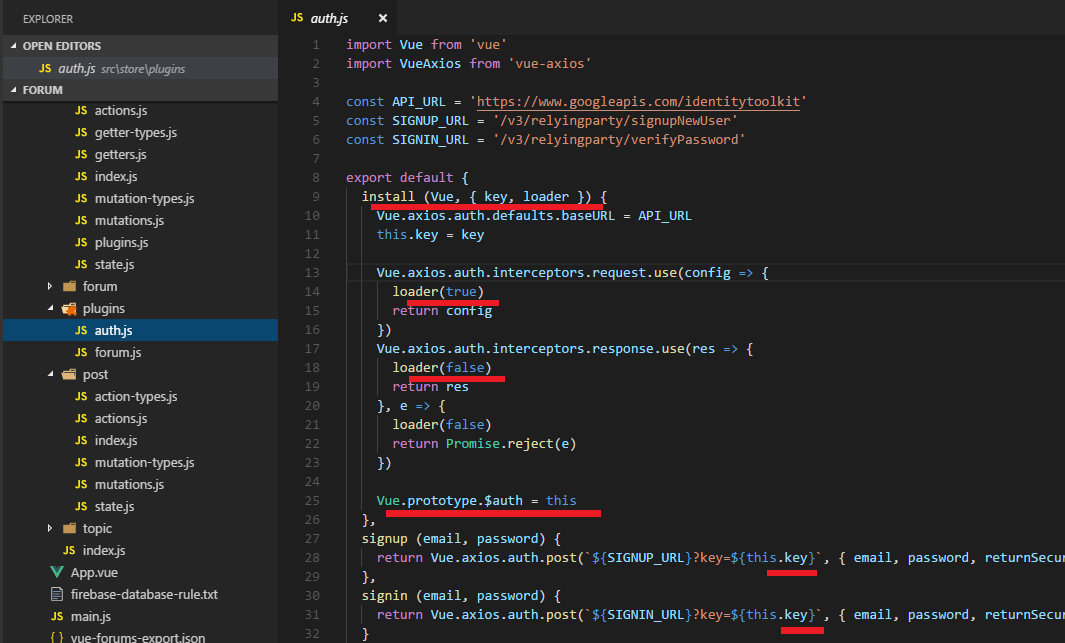 EXPLORER
OPEN EDITORS
JS auth.js src\store\plugins
FORUM
JS actions.js
JS getter-types.js
JS getters.js
JS index.js
JS mutation-types.js
JS mutations.js
JS plugins.js
JS state.js
forum
plugins
JS auth.js
JS forum.js
post
JS action-types.js
JS actions.js
JS index.js
JS mutation-types.js
JS mutations.js
JS state.js
topic
JS index.js
App.vue
firebase-database-rule.txt
JS main.js
{ } vue-forums-export.json
JS auth.js ×
1 import Vue from 'vue'
2 import VueAxios from 'vue-axios'
3
4 const API_URL = 'https://www.googleapis.com/identitytoolkit'
5 const SIGNUP_URL = '/v3/relyingparty/signupNewUser'
6 const SIGNIN_URL = '/v3/relyingparty/verifyPassword'
7
8 export default {
9 install (Vue, { key, loader }) {
10 Vue.axios.auth.defaults.baseURL = API_URL
11 this.key = key
12
13 Vue.axios.auth.interceptors.request.use(config => {
14 loader(true)
15 return config
16 })
17 Vue.axios.auth.interceptors.response.use(res => {
18 loader(false)
19 return res
20 }, e => {
21 loader(false)
22 return Promise.reject(e)
23 })
24
25 Vue.prototype.$auth = this
26 },
27 signup (email, password) {
28 return Vue.axios.auth.post(`${SIGNUP_URL}?key=${this.key}`, { email, password, returnSecur
29 },
30 signin (email, password) {
31 return Vue.axios.auth.post(`${SIGNIN_URL}?key=${this.key}`, { email, password, returnSecur
32 }